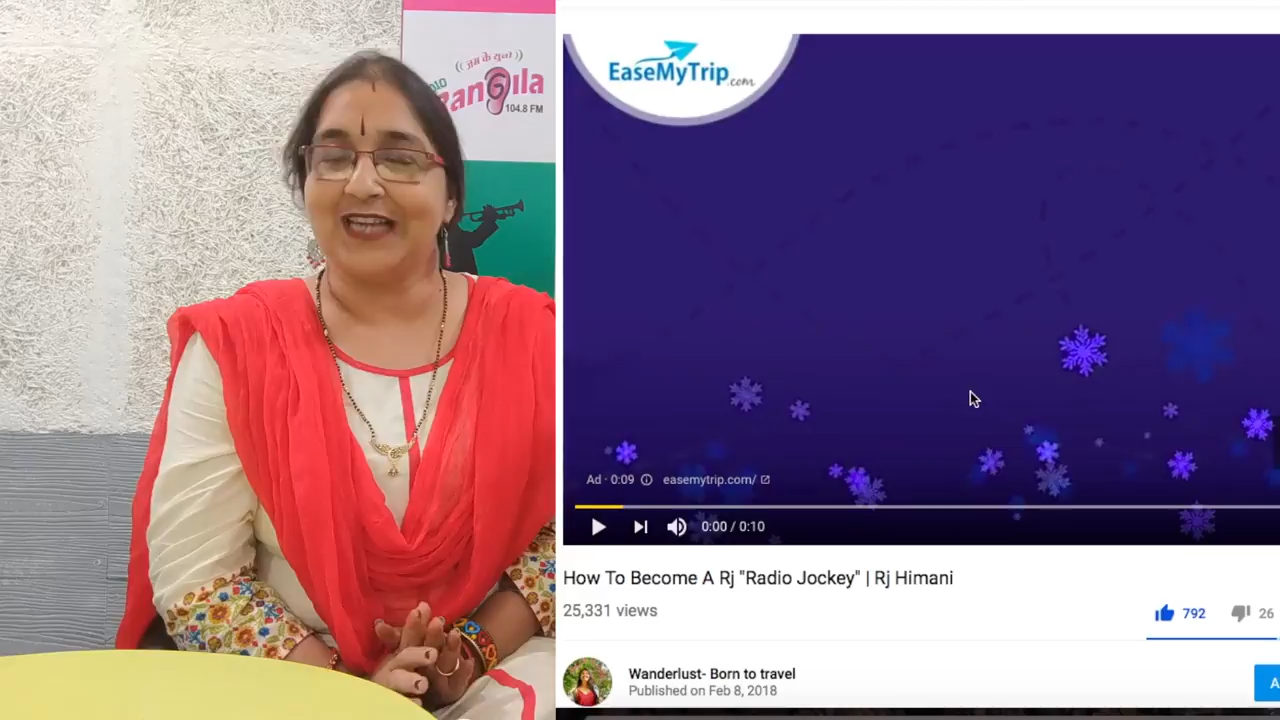 ((जम के सुनो))
Rangila
104.8 FM
EaseMyTrip.com
Ad · 0:09
easemytrip.com/
0:00 / 0:10
How To Become A Rj "Radio Jockey" | Rj Himani
25,331 views
792
26
Wanderlust- Born to travel
Published on Feb 8, 2018
A